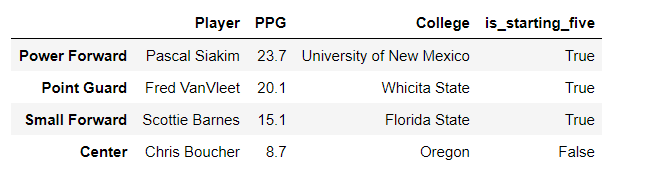 Player PPG College is_starting_five
Power Forward Pascal Siakim 23.7 University of New Mexico True
Point Guard Fred VanVleet 20.1 Whicita State True
Small Forward Scottie Barnes 15.1 Florida State True
Center Chris Boucher 8.7 Oregon False